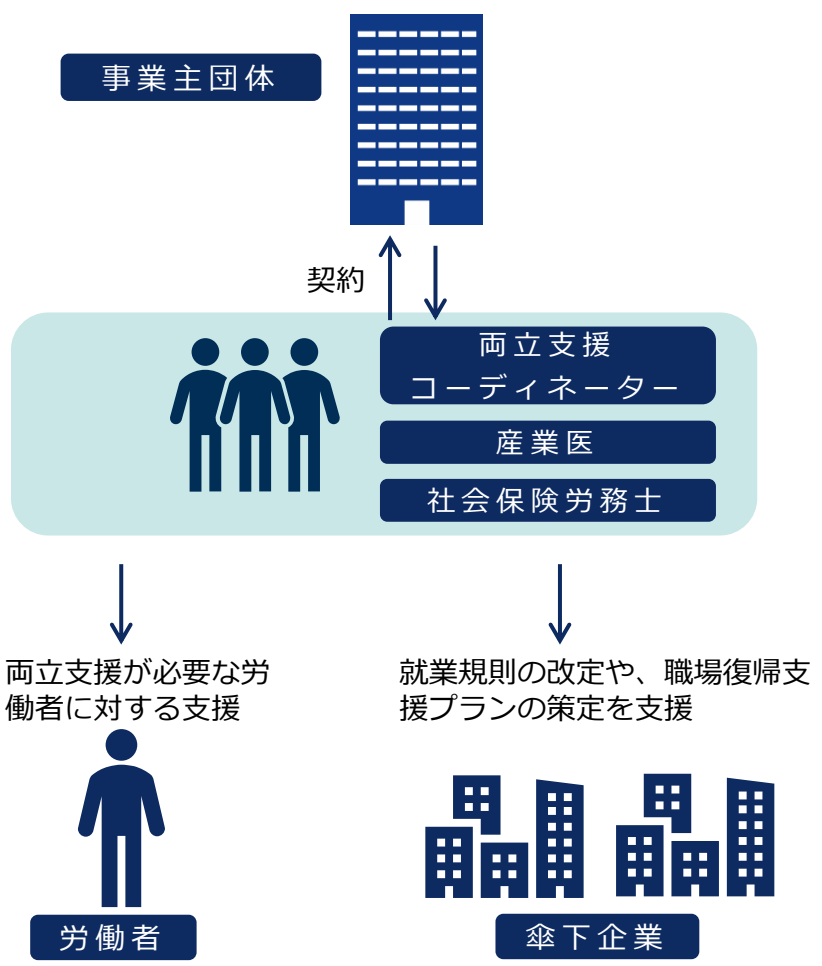 事業主団体
契約
両立支援
コーディネーター
産業医
社会保険労務士
両立支援が必要な労
働者に対する支援
就業規則の改定や、職場復帰支
援プランの策定を支援
労働者
傘下企業